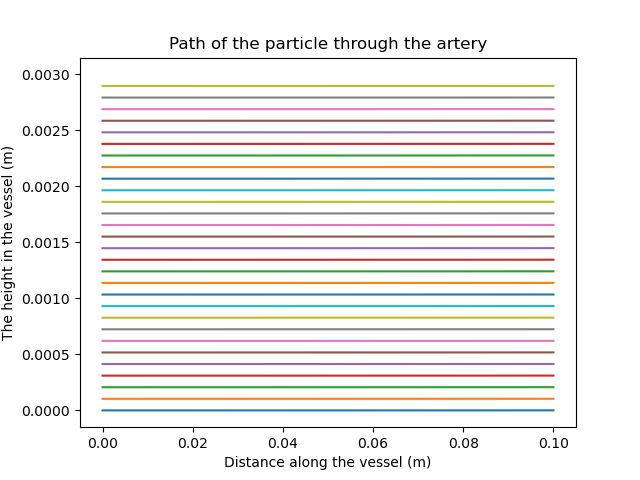 Path of the particle through the artery
The height in the vessel (m)
0.0030
0.0025
0.0020
0.0015
0.0010
0.0005
0.0000
0.00 0.02 0.04 0.06 0.08 0.10
Distance along the vessel (m)